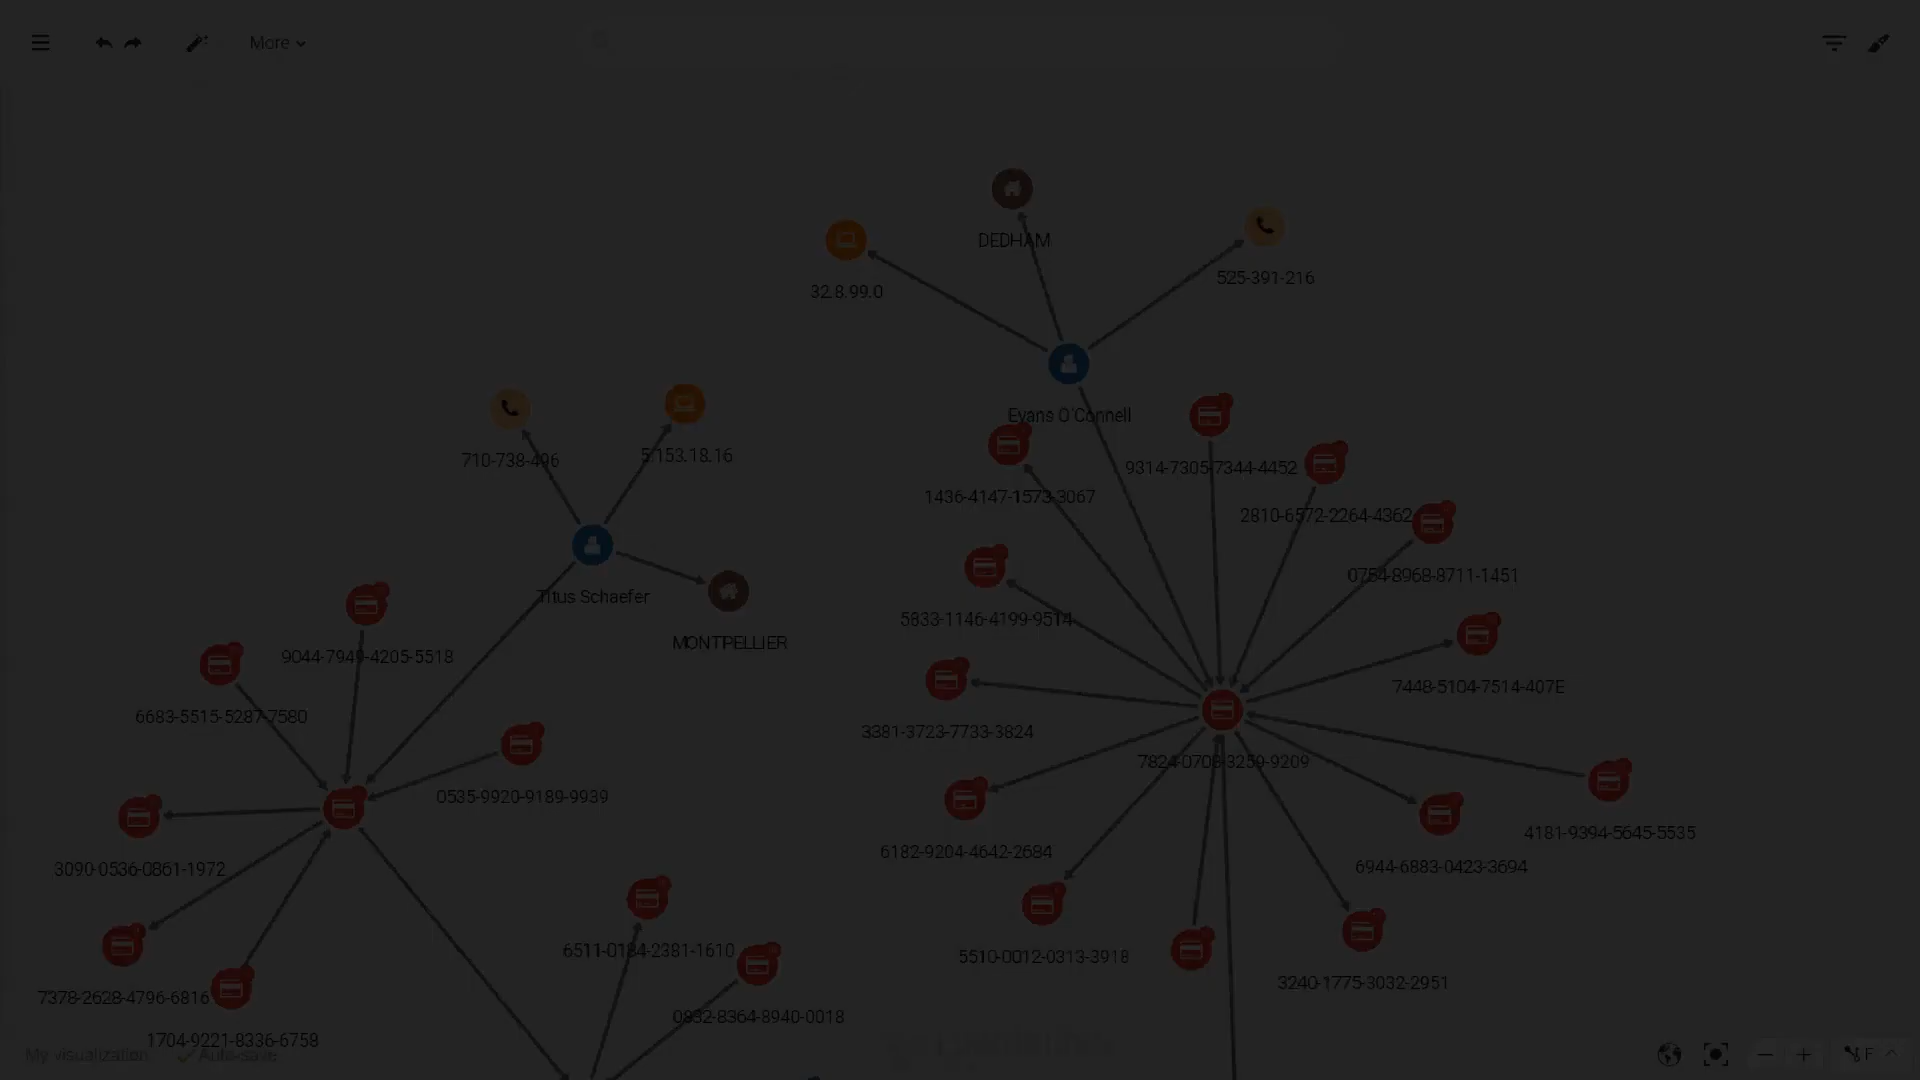 More
DEDHAM
525-391-216
32.8.99.0
Evans O'Connell
710-738-496
5.153.18.16
9314-7305-7344-4452
1436-4147-1573-3067
2810-6572-2264-4362
0754-8968-8711-1451
Titus Schaefer
5833-1146-4199-9514
MONTPELLIER
9044-7949-4205-5518
7448-5104-7514-407E
6683-5515-5287-7580
3381-3723-7733-3824
7824-0700-3259-9209
0535-9920-9189-9939
4181-9394-5645-5535
6182-9204-4642-2684
3090-0536-0861-1972
6944-6883-0423-3694
6511-0184-2381-1610
5510-0012-0313-3918
3240-1775-3032-2951
7378-2628-4796-6816
0832-8364-8940-0018
1704-9221-8336-6758
My visualization
Auto-save
F